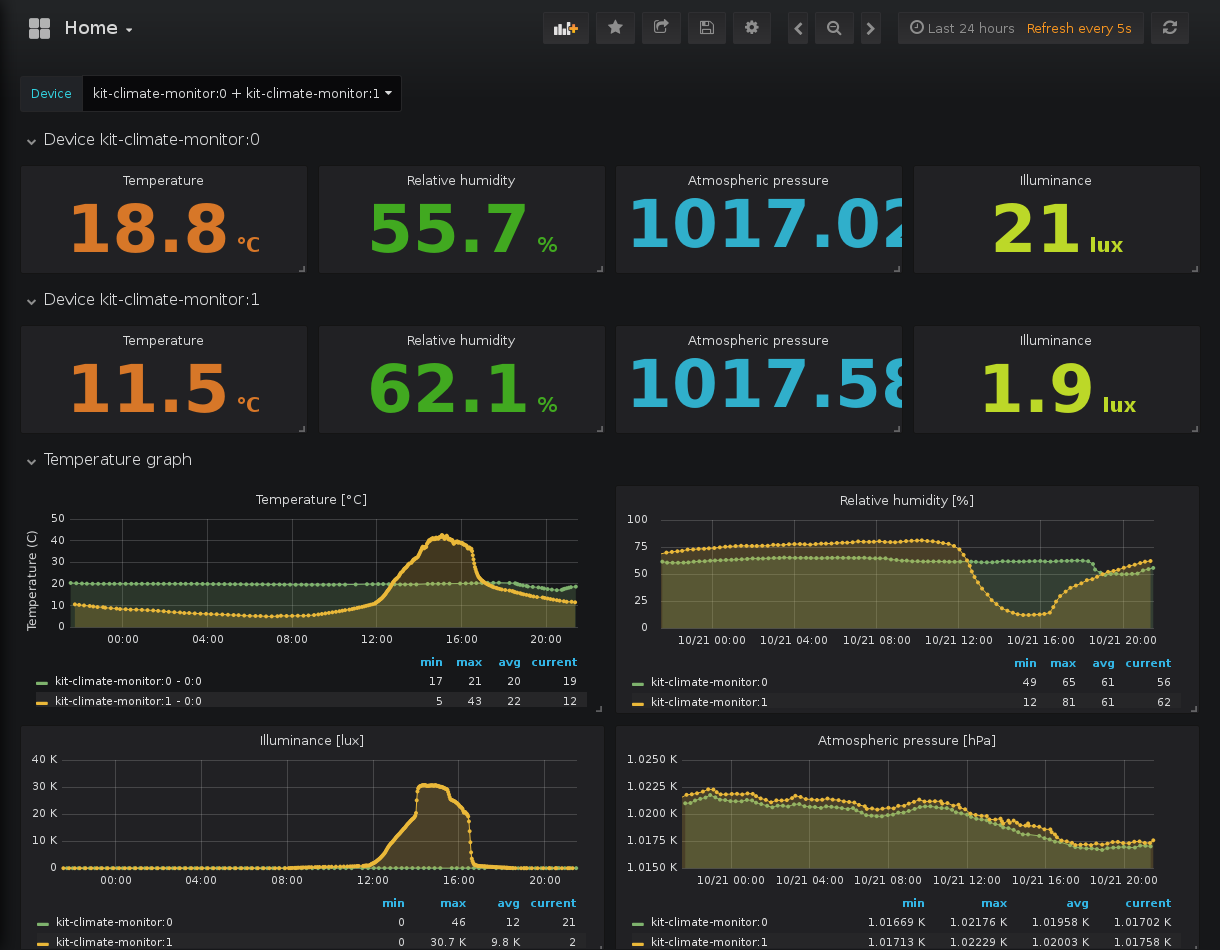 Home
Last 24 hours Refresh every 5s
Device kit-climate-monitor:0 + kit-climate-monitor:1
Device kit-climate-monitor:0
Temperature Relative humidity Atmospheric pressure Illuminance
18.8 °C 55.7 % 1017.02 21 lux
Device kit-climate-monitor:1
Temperature Relative humidity Atmospheric pressure Illuminance
11.5 °C 62.1 % 1017.58 1.9 lux
Temperature graph
Temperature [°C]
Temperature (C)
50
40
30
20
10
0
00:00 04:00 08:00 12:00 16:00 20:00
min max avg current
kit-climate-monitor:0 - 0:0 17 21 20 19
kit-climate-monitor:1 - 0:0 5 43 22 12
Relative humidity [%]
100
75
50
25
0
10/21 00:00 10/21 04:00 10/21 08:00 10/21 12:00 10/21 16:00 10/21 20:00
min max avg current
kit-climate-monitor:0 49 65 61 56
kit-climate-monitor:1 12 81 61 62
Illuminance [lux]
40 K
30 K
20 K
10 K
0
00:00 04:00 08:00 12:00 16:00 20:00
min max avg current
kit-climate-monitor:0 0 46 12 21
kit-climate-monitor:1 0 30.7 K 9.8 K 2
Atmospheric pressure [hPa]
1.0250 K
1.0225 K
1.0200 K
1.0175 K
1.0150 K
10/21 00:00 10/21 04:00 10/21 08:00 10/21 12:00 10/21 16:00 10/21 20:00
min max avg current
kit-climate-monitor:0 1.01669 K 1.02176 K 1.01958 K 1.01702 K
kit-climate-monitor:1 1.01713 K 1.02229 K 1.02003 K 1.01758 K